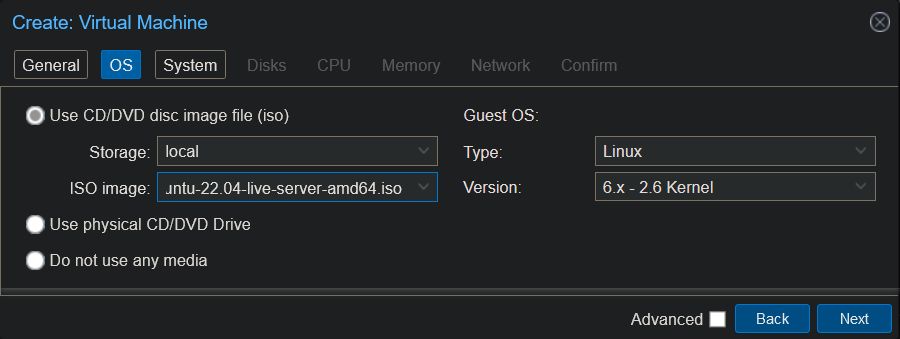 Create: Virtual Machine
General OS System Disks CPU Memory Network Confirm
Use CD/DVD disc image file (iso)
Guest OS:
Storage: local
Type: Linux
ISO image: untu-22.04-live-server-amd64.iso
Version: 6.x - 2.6 Kernel
Use physical CD/DVD Drive
Do not use any media
Advanced Back Next